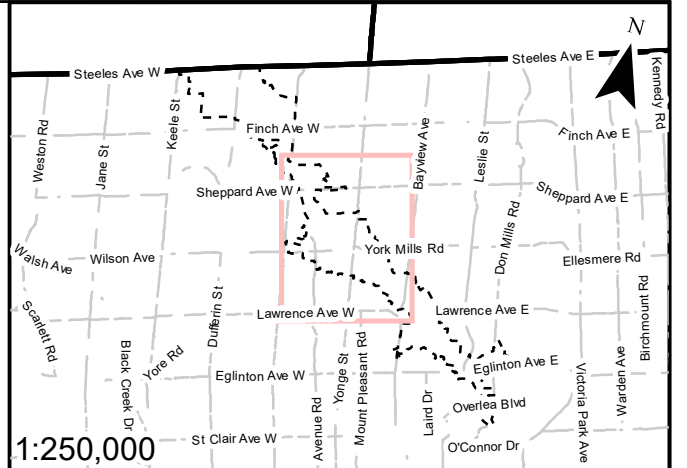 N
Steeles Ave E
Steeles Ave W
Kennedy Rd
Keele St
Finch Ave W
Finch Ave E
Weston Rd
Jane St
Bayview Ave
Leslie St
Sheppard Ave W
Sheppard Ave E
Don Mills Rd
York Mills Rd
Walsh Ave
Wilson Ave
Ellesmere Rd
Scarlett Rd
Dufferin St
Birchmount Rd
Lawrence Ave W
Lawrence Ave E
Black Creek Dr
Yore Rd
Yonge St
Mount Pleasant Rd
Eglinton Ave E
Eglinton Ave W
Avenue Rd
Laird Dr
Overlea Blvd
Victoria Park Ave
Warden Ave
St Clair Ave W
O'Connor Dr
1:250,000